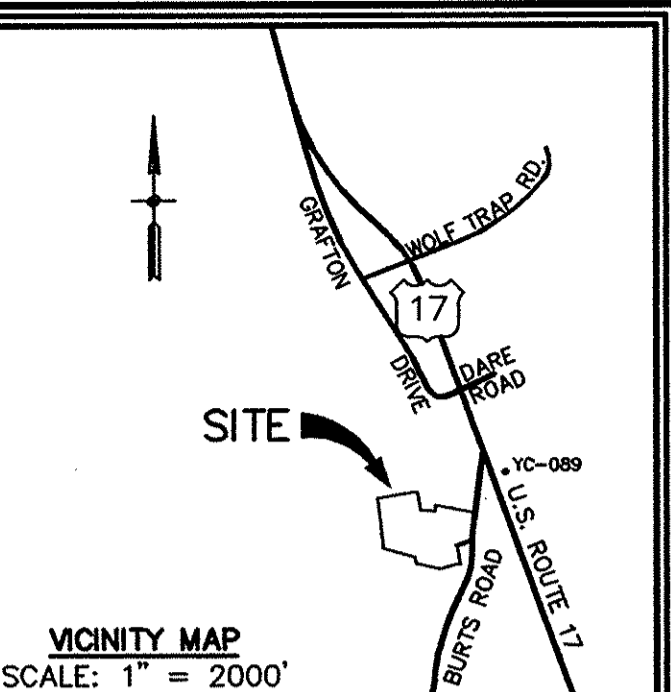 GRAFTON
DRIVE
WOLF TRAP RD.
17
DARE
ROAD
SITE
YC-089
U.S. ROUTE 17
BURTS ROAD
VICINITY MAP
SCALE: 1" = 2000'